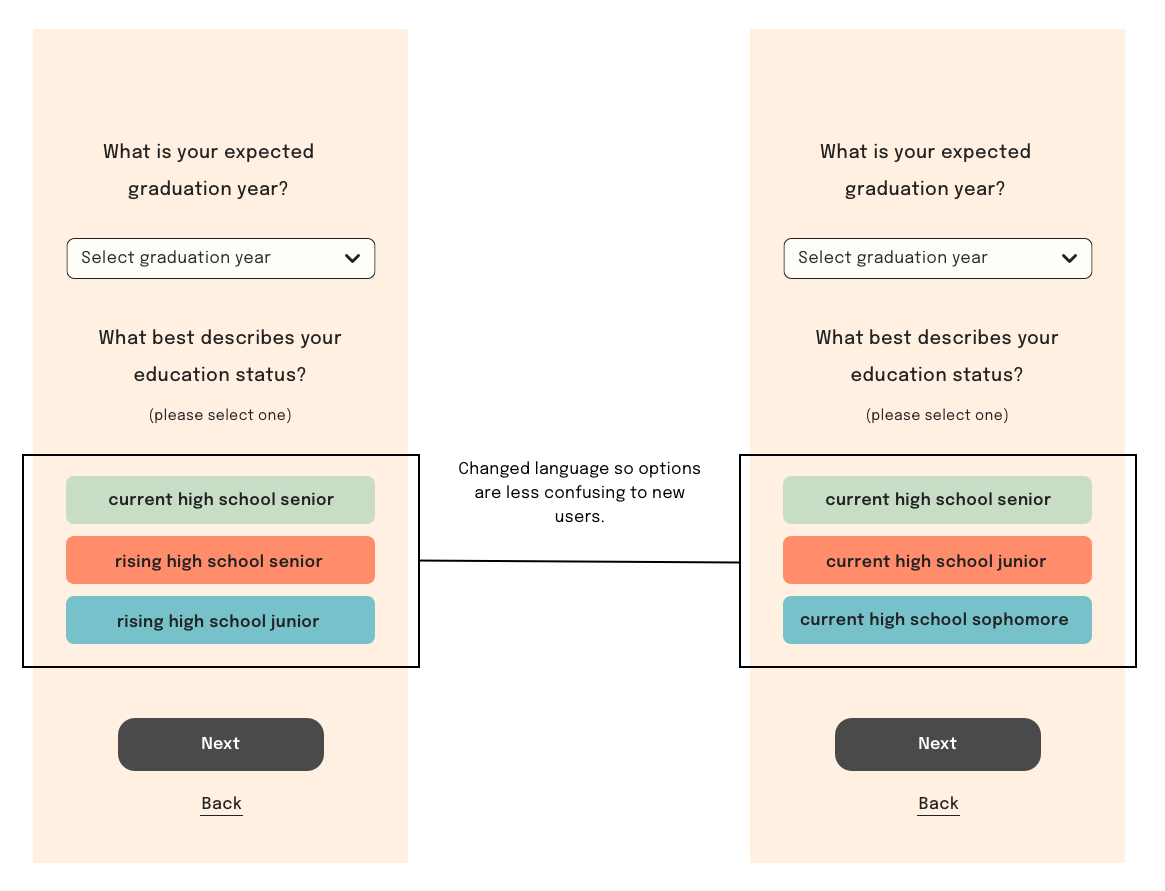 What is your expected
graduation year?
Select graduation year
What best describes your
education status?
(please select one)
current high school senior
rising high school senior
rising high school junior
Next
Back
Changed language so options
are less confusing to new
users.
What is your expected
graduation year?
Select graduation year
What best describes your
education status?
(please select one)
current high school senior
current high school junior
current high school sophomore
Next
Back